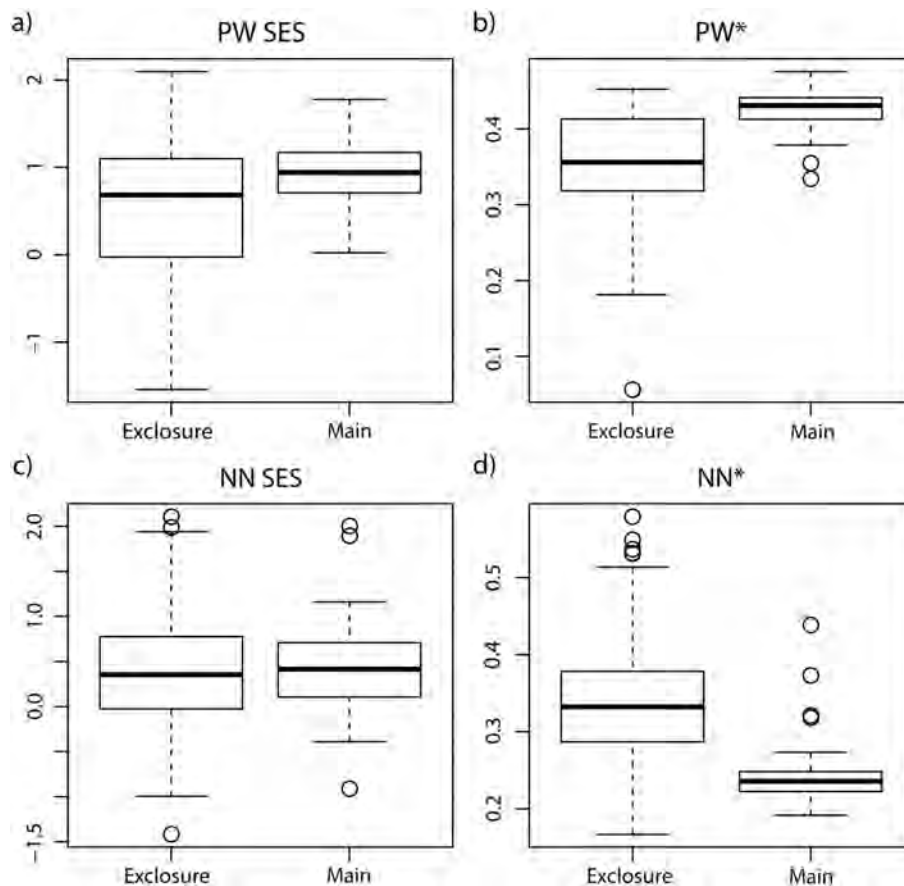 a) PW SES
2
1
0
−1
Exclosure Main
b) PW*
0.4
0.3
0.2
0.1
Exclosure Main
c) NN SES
2.0
1.0
0.0
−1.5
Exclosure Main
d) NN*
0.5
0.4
0.3
0.2
Exclosure Main